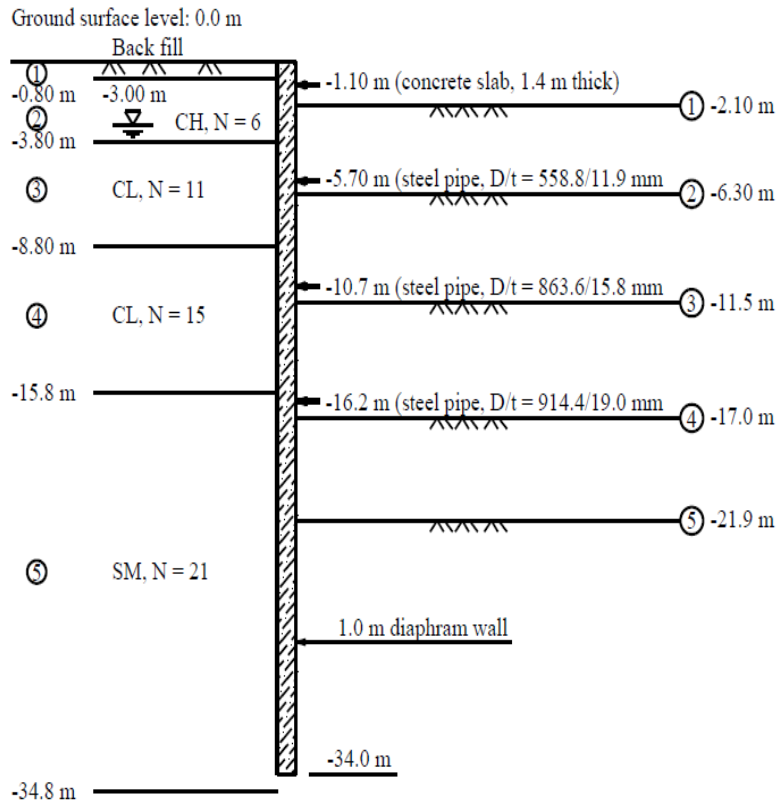 Ground surface level: 0.0 m
Back fill
①
-0.80 m
-3.00 m
②
CH, N = 6
-3.80 m
③
CL, N = 11
-8.80 m
④
CL, N = 15
-15.8 m
⑤
SM, N = 21
-34.8 m
-1.10 m (concrete slab, 1.4 m thick)
① -2.10 m
-5.70 m (steel pipe, D/t = 558.8/11.9 mm
② -6.30 m
-10.7 m (steel pipe, D/t = 863.6/15.8 mm
③ -11.5 m
-16.2 m (steel pipe, D/t = 914.4/19.0 mm
④ -17.0 m
⑤ -21.9 m
1.0 m diaphram wall
-34.0 m